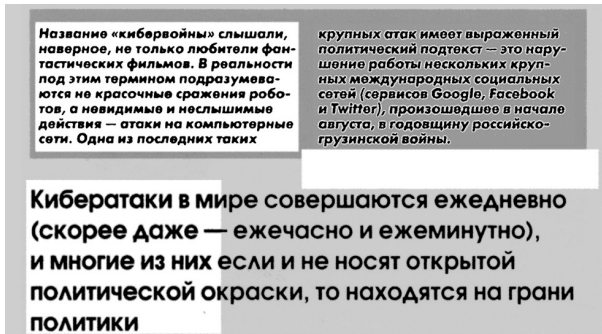 Название «кибервойны» слышали,
наверное, не только любители фан-
тастических фильмов. В реальности
под этим термином подразумева-
ются не красочные сражения робо-
тов, а невидимые и неслышимые
действия — атаки на компьютерные
сети. Одна из последних таких
крупных атак имеет выраженный
политический подтекст — это нару-
шение работы нескольких круп-
ных международных социальных
сетей (сервисов Google, Facebook
и Twitter), произошедшее в начале
августа, в годовщину российско-
грузинской войны.
Кибератаки в мире совершаются ежедневно
(скорее даже — ежечасно и ежеминутно),
и многие из них если и не носят открытой
политической окраски, то находятся на грани
политики